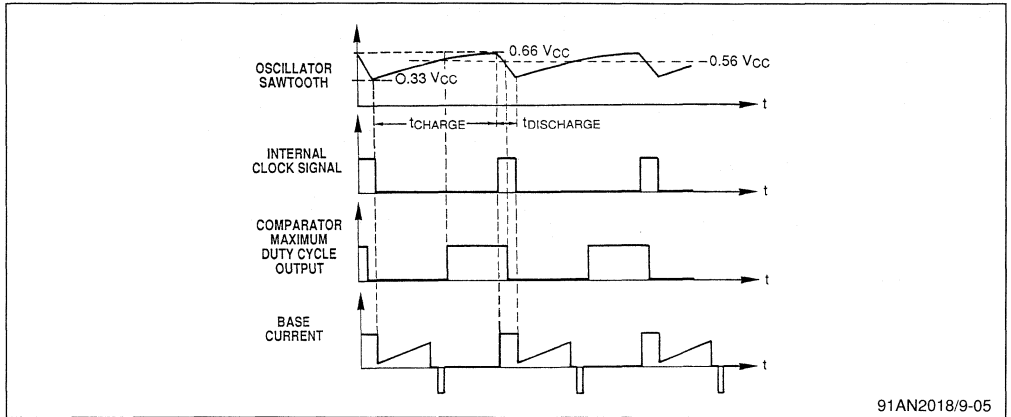 OSCILLATOR
SAWTOOTH
0.66 VCC
0.56 VCC
0.33 VCC
t
tCHARGE
tDISCHARGE
INTERNAL
CLOCK SIGNAL
t
COMPARATOR
MAXIMUM
DUTY CYCLE
OUTPUT
t
BASE
CURRENT
t
91AN2018/9-05